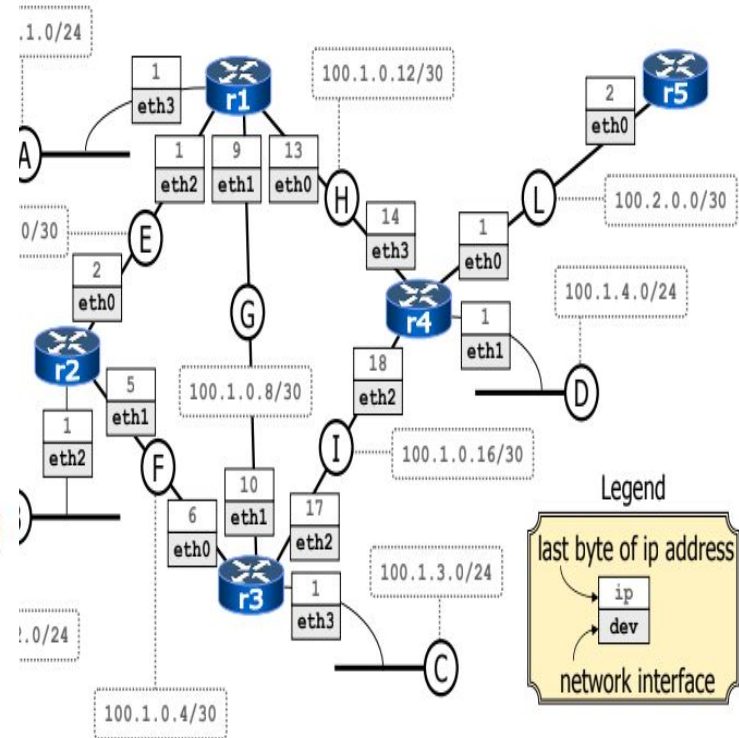 .1.0/24
1
eth3
r1
100.1.0.12/30
2
eth0
r5
A
1
eth2
9
eth1
13
eth0
H
L
100.2.0.0/30
0/30
E
14
eth3
1
eth0
2
eth0
G
r4
1
eth1
100.1.4.0/24
r2
5
eth1
100.1.0.8/30
18
eth2
D
1
eth2
F
I
100.1.0.16/30
6
eth0
10
eth1
17
eth2
r3
1
eth3
100.1.3.0/24
C
2.0/24
100.1.0.4/30
Legend
last byte of ip address
ip
dev
network interface